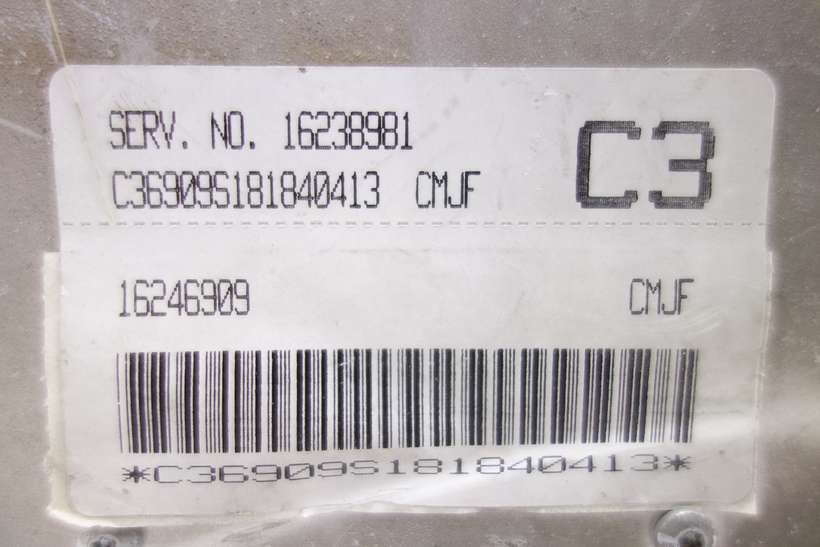 SERV. NO. 16238981
C3
C36909S181840413 CMJF
16246909 CMJF
*C36909S181840413*